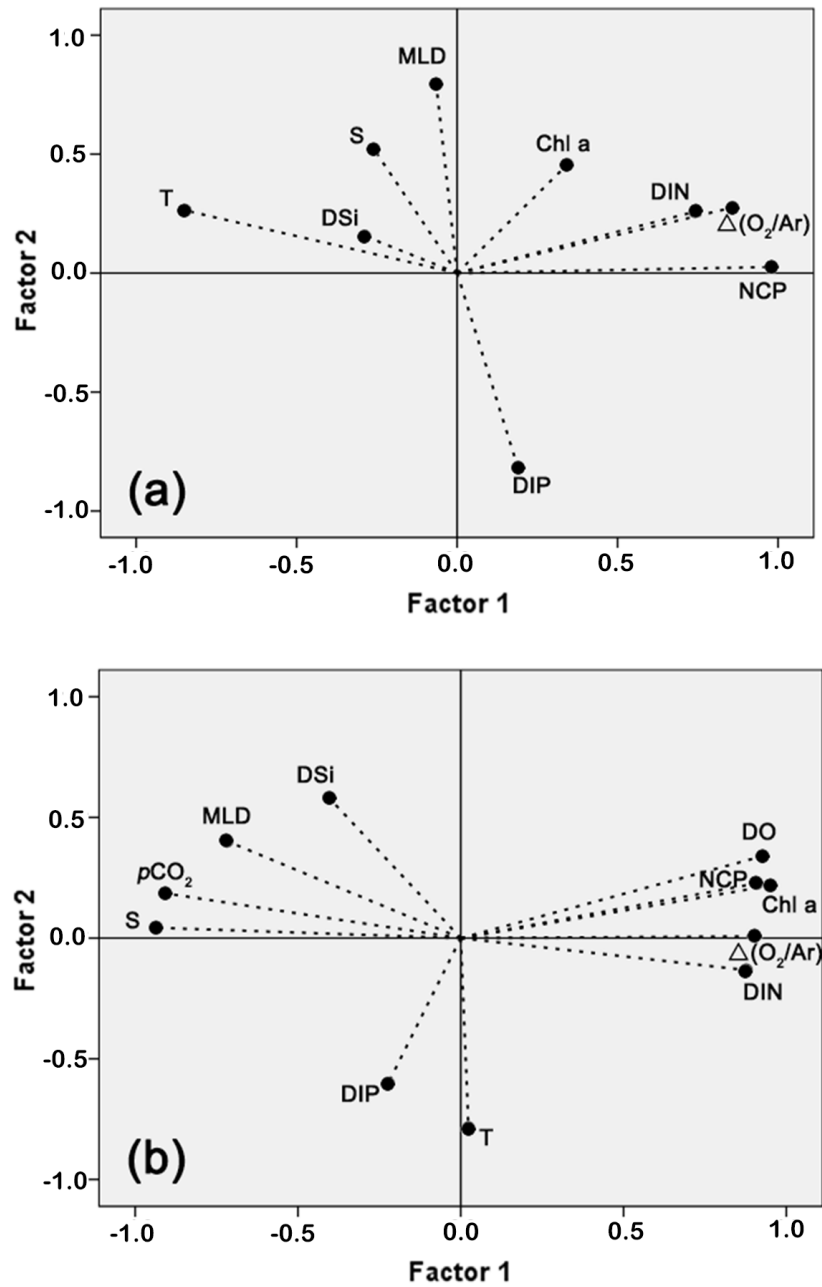 1.0
MLD
S
Chl a
0.5
T
DIN
DSi
△(O₂/Ar)
0.0
NCP
Factor 2
-0.5
DIP
(a)
-1.0
-1.0 -0.5 0.0 0.5 1.0
Factor 1
1.0
DSi
MLD
0.5
DO
pCO₂
NCP
Chl a
S
0.0
△(O₂/Ar)
DIN
Factor 2
-0.5
DIP
T
(b)
-1.0
-1.0 -0.5 0.0 0.5 1.0
Factor 1